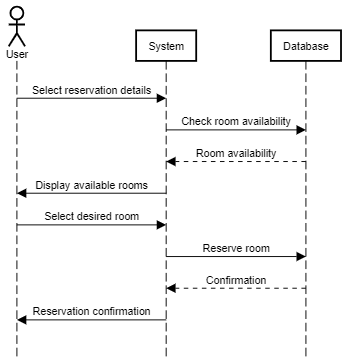 User
System
Database
Select reservation details
Check room availability
Room availability
Display available rooms
Select desired room
Reserve room
Confirmation
Reservation confirmation